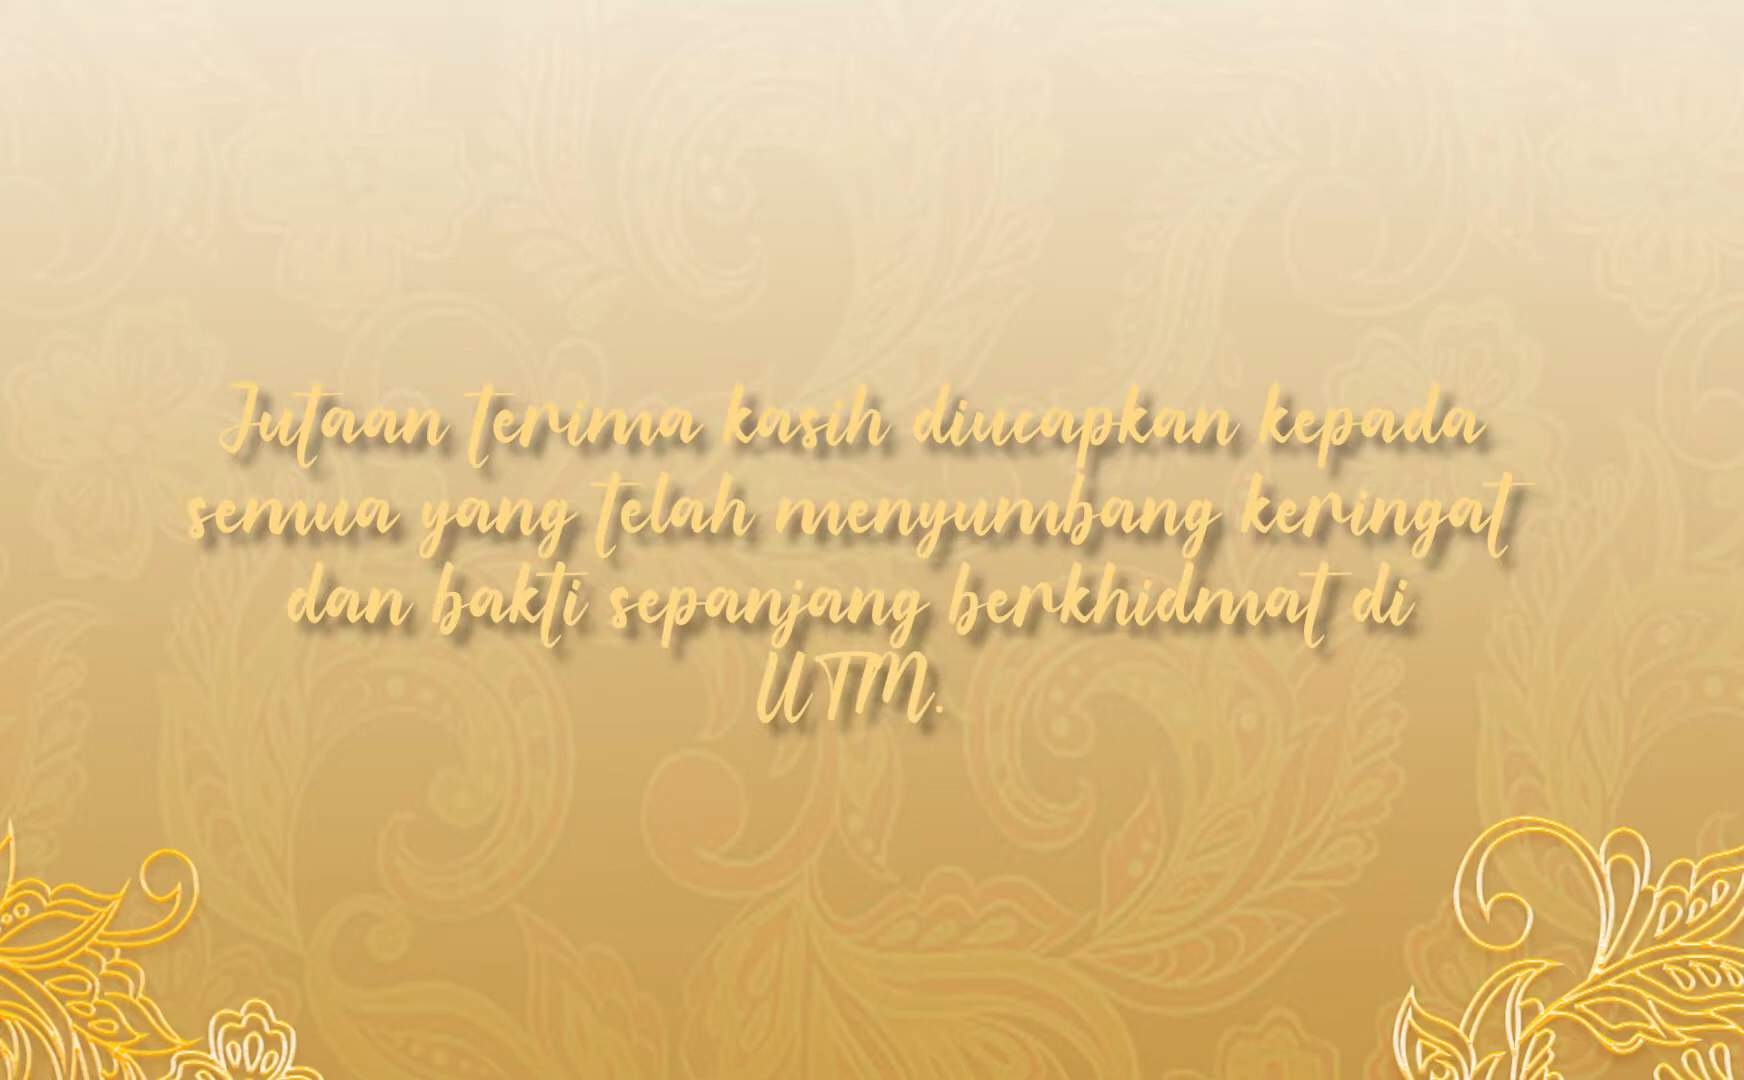 Jutaan terima kasih diucapkan kepada
semua yang telah menyumbang keringat
dan bakti sepanjang berkhidmat di
UTM.